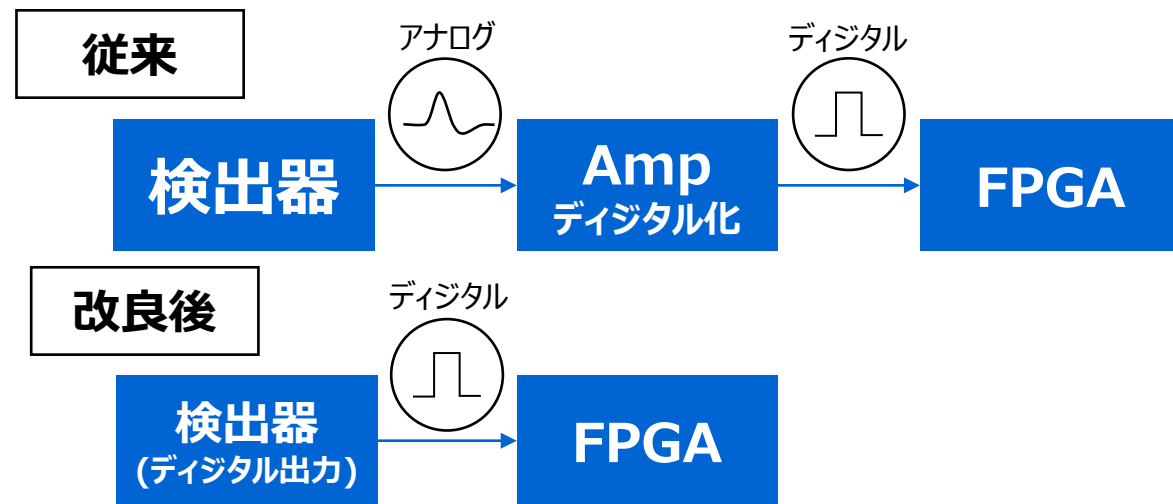 従来
アナログ
ディジタル
検出器
Amp
ディジタル化
FPGA
改良後
ディジタル
検出器
(ディジタル出力)
FPGA